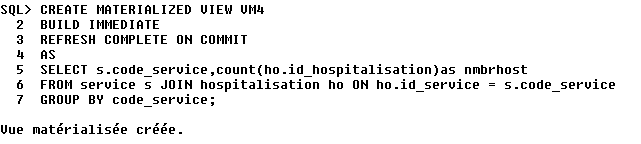 SQL> CREATE MATERIALIZED VIEW VM4
2 BUILD IMMEDIATE
3 REFRESH COMPLETE ON COMMIT
4 AS
5 SELECT s.code_service,count(ho.id_hospitalisation)as nmbrhost
6 FROM service s JOIN hospitalisation ho ON ho.id_service = s.code_service
7 GROUP BY code_service;
Vue matérialisée créée.